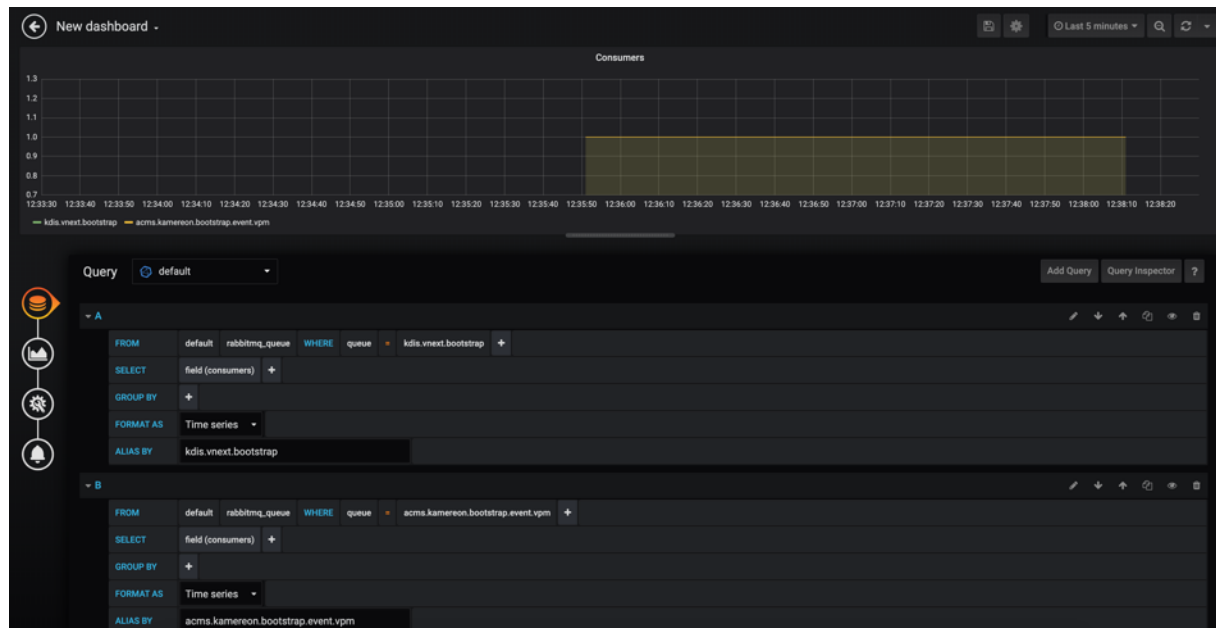 New dashboard
Last 5 minutes
Consumers
1.3
1.2
1.1
1.0
0.9
0.8
0.7
12:33:30 12:33:40 12:33:50 12:34:00 12:34:10 12:34:20 12:34:30 12:34:40 12:34:50 12:35:00 12:35:10 12:35:20 12:35:30 12:35:40 12:35:50 12:36:00 12:36:10 12:36:20 12:36:30 12:36:40 12:36:50 12:37:00 12:37:10 12:37:20 12:37:30 12:37:40 12:37:50 12:38:00 12:38:10 12:38:20
kdis.vnext.bootstrap acms.kamereon.bootstrap.event.vpm
Query default Add Query Query Inspector ?
A
FROM default rabbitmq_queue WHERE queue = kdis.vnext.bootstrap +
SELECT field (consumers) +
GROUP BY +
FORMAT AS Time series
ALIAS BY kdis.vnext.bootstrap
B
FROM default rabbitmq_queue WHERE queue = acms.kamereon.bootstrap.event.vpm +
SELECT field (consumers) +
GROUP BY +
FORMAT AS Time series
ALIAS BY acms.kamereon.bootstrap.event.vpm